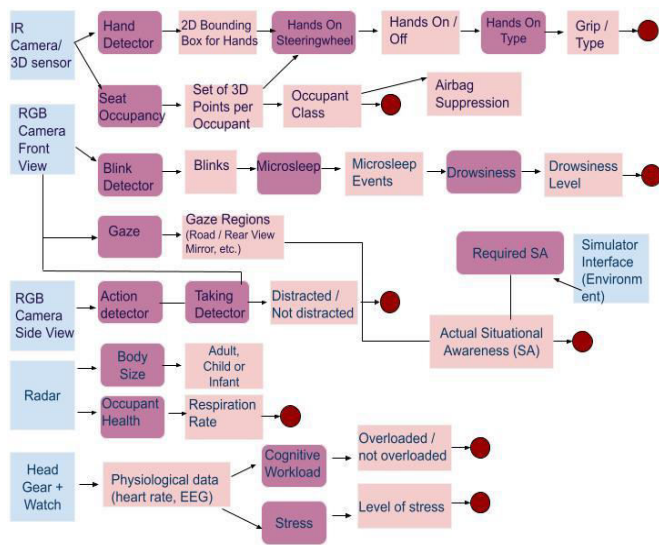 IR
Camera/
3D sensor
Hand
Detector
2D Bounding
Box for Hands
Hands On
Steeringwheel
Hands On /
Off
Hands On
Type
Grip /
Type
Seat
Occupancy
Set of 3D
Points per
Occupant
Occupant
Class
Airbag
Suppression
RGB
Camera
Front
View
Blink
Detector
Blinks
Microsleep
Microsleep
Events
Drowsiness
Drowsiness
Level
Gaze
Gaze Regions
(Road / Rear View
Mirror, etc.)
Required SA
Simulator
Interface
(Environm
ent)
RGB
Camera
Side View
Action
detector
Taking
Detector
Distracted /
Not distracted
Actual Situational
Awareness (SA)
Radar
Body
Size
Adult,
Child or
Infant
Occupant
Health
Respiration
Rate
Head
Gear +
Watch
Physiological data
(heart rate, EEG)
Cognitive
Workload
Overloaded /
not overloaded
Stress
Level of stress